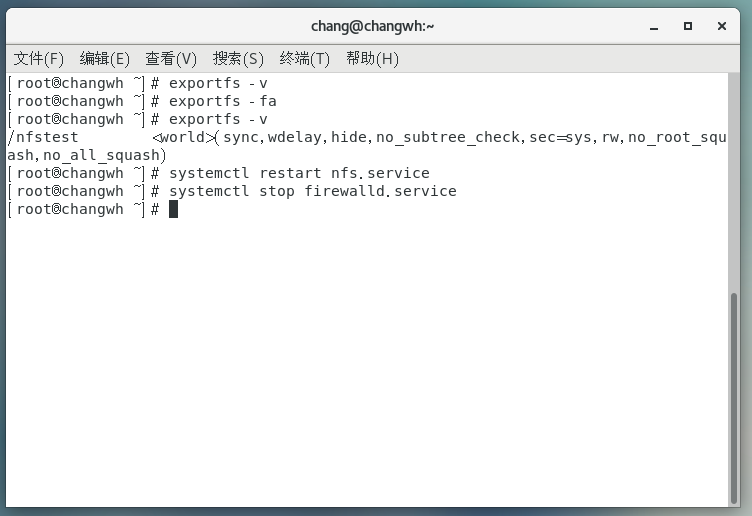 chang@changwh:~
文件(F) 编辑(E) 查看(V) 搜索(S) 终端(T) 帮助(H)
[root@changwh ~]# exportfs -v
[root@changwh ~]# exportfs -fa
[root@changwh ~]# exportfs -v
/nfstest        <world>(sync,wdelay,hide,no_subtree_check,sec=sys,rw,no_root_squ
ash,no_all_squash)
[root@changwh ~]# systemctl restart nfs.service
[root@changwh ~]# systemctl stop firewalld.service
[root@changwh ~]#